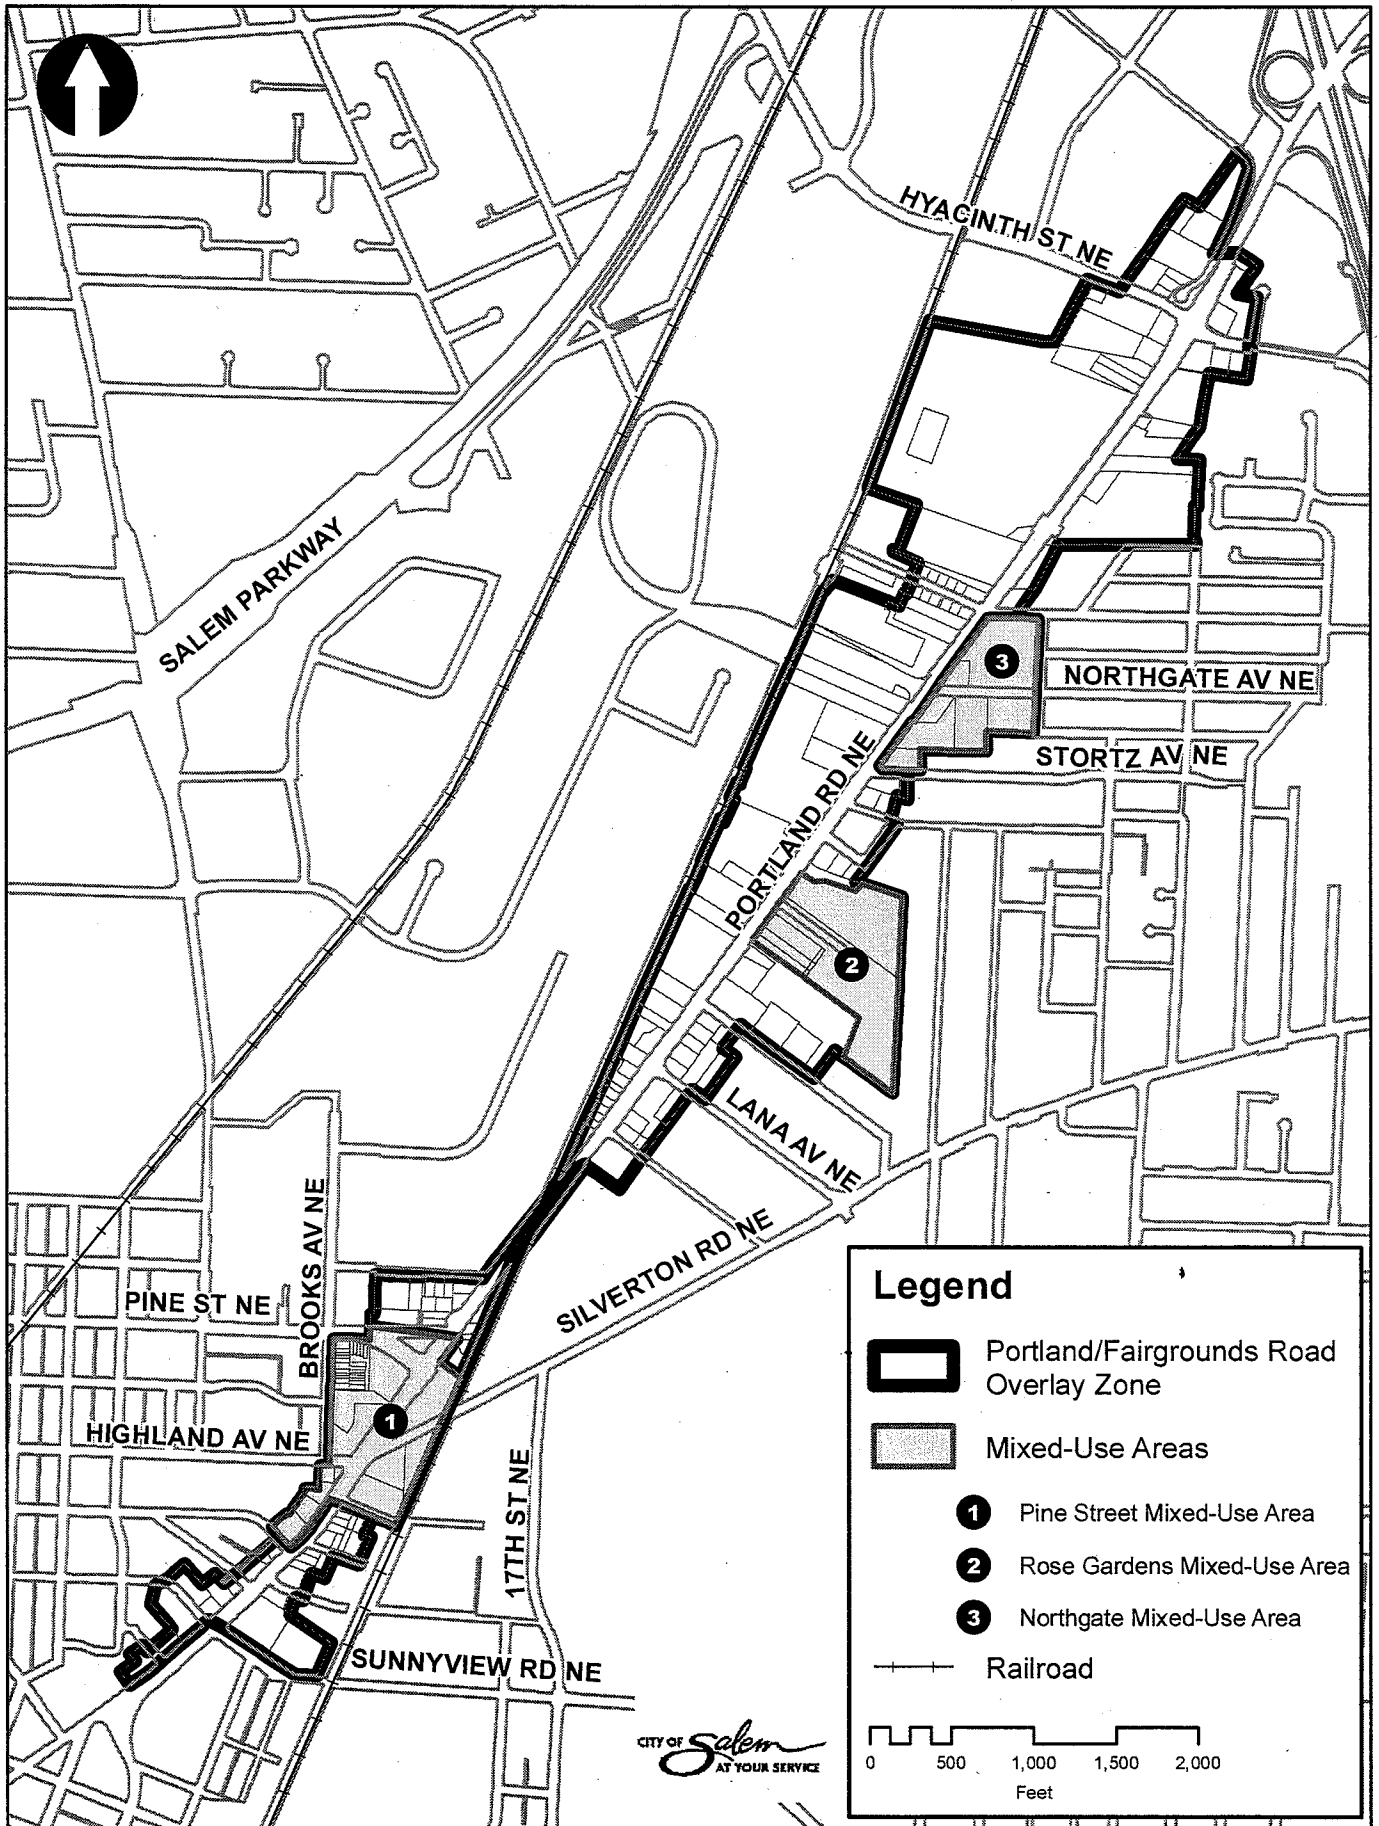 HYACINTH ST NE
SALEM PARKWAY
3
NORTHGATE AV NE
STORTZ AV NE
PORTLAND RD NE
2
LANA AV NE
BROOKS AV NE
SILVERTON RD NE
PINE ST NE
1
HIGHLAND AV NE
17TH ST NE
SUNNYVIEW RD NE
CITY OF Salem
AT YOUR SERVICE
Legend
Portland/Fairgrounds Road
Overlay Zone
Mixed-Use Areas
1 Pine Street Mixed-Use Area
2 Rose Gardens Mixed-Use Area
3 Northgate Mixed-Use Area
Railroad
0 500 1,000 1,500 2,000
Feet